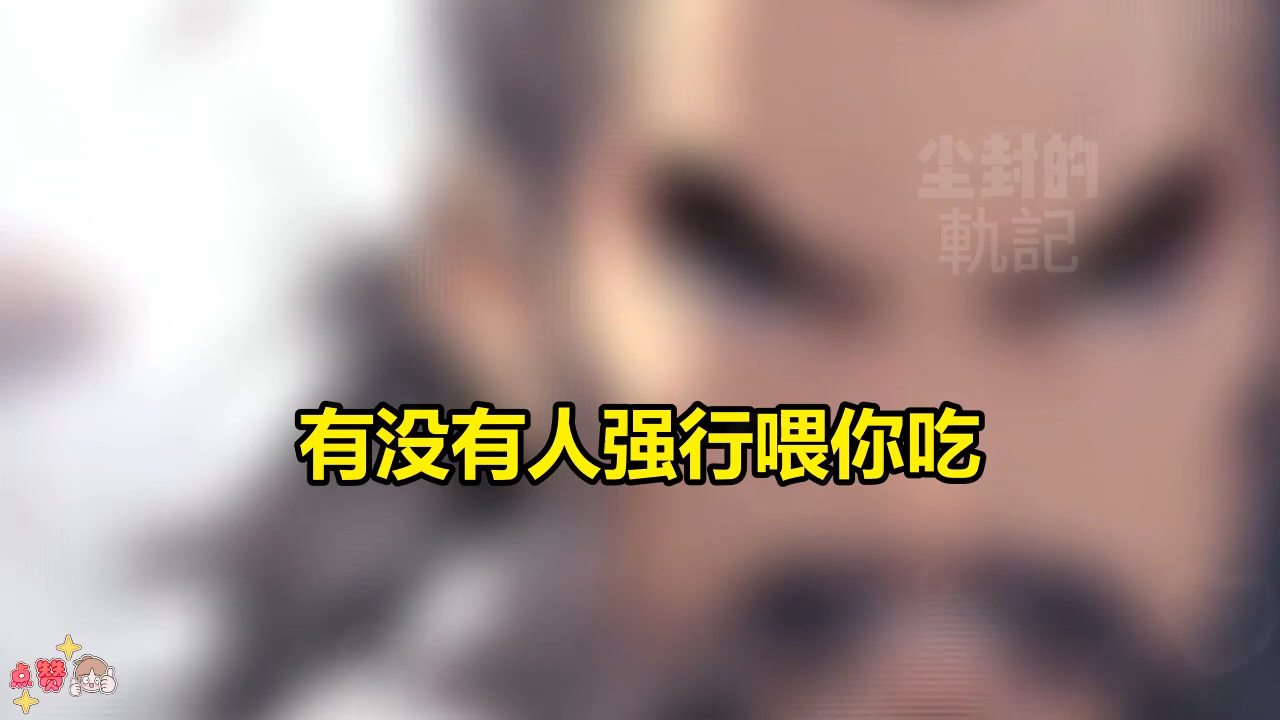 尘封的
軌記
有没有人强行喂你吃
点赞